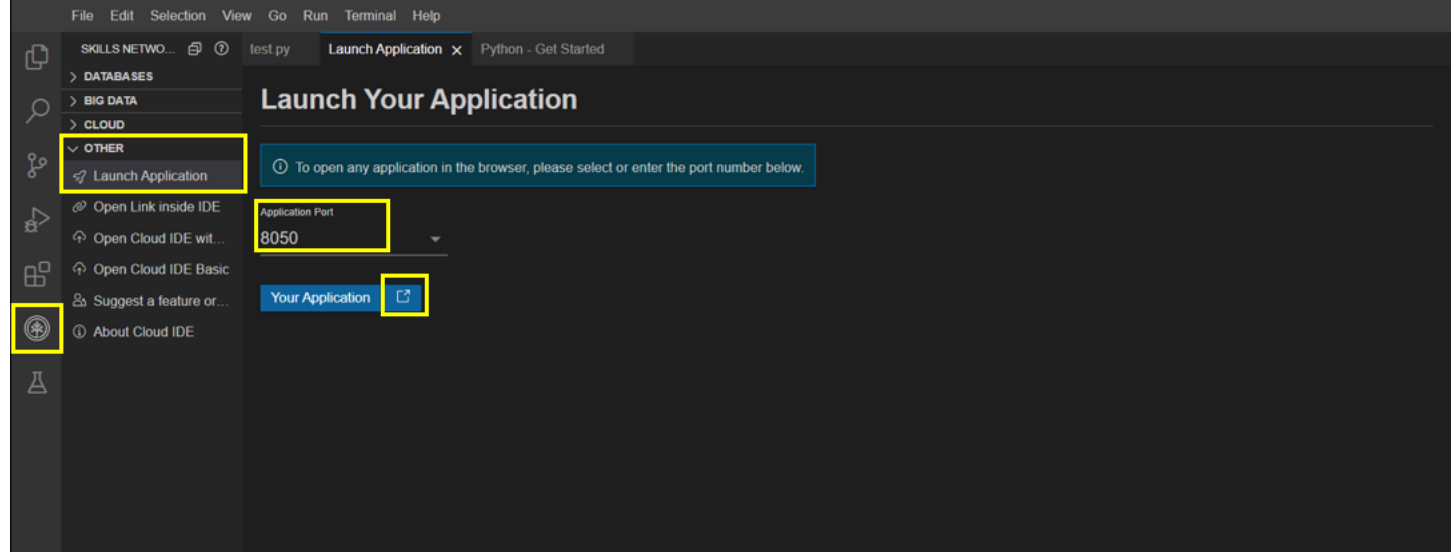 File Edit Selection View Go Run Terminal Help
SKILLS NETWO...
test.py Launch Application Python - Get Started
DATABASES
BIG DATA
CLOUD
OTHER
Launch Application
Open Link inside IDE
Open Cloud IDE wit...
Open Cloud IDE Basic
Suggest a feature or...
About Cloud IDE
Launch Your Application
To open any application in the browser, please select or enter the port number below.
Application Port
8050
Your Application